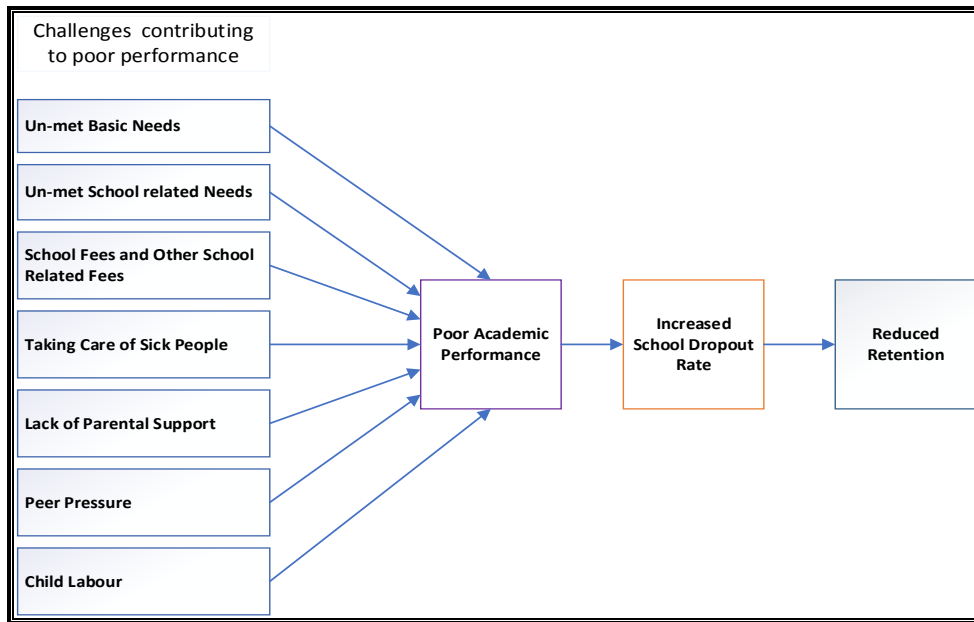 Challenges contributing
to poor performance
Un-met Basic Needs
Un-met School related Needs
School Fees and Other School
Related Fees
Taking Care of Sick People
Lack of Parental Support
Peer Pressure
Child Labour
Poor Academic
Performance
Increased
School Dropout
Rate
Reduced
Retention